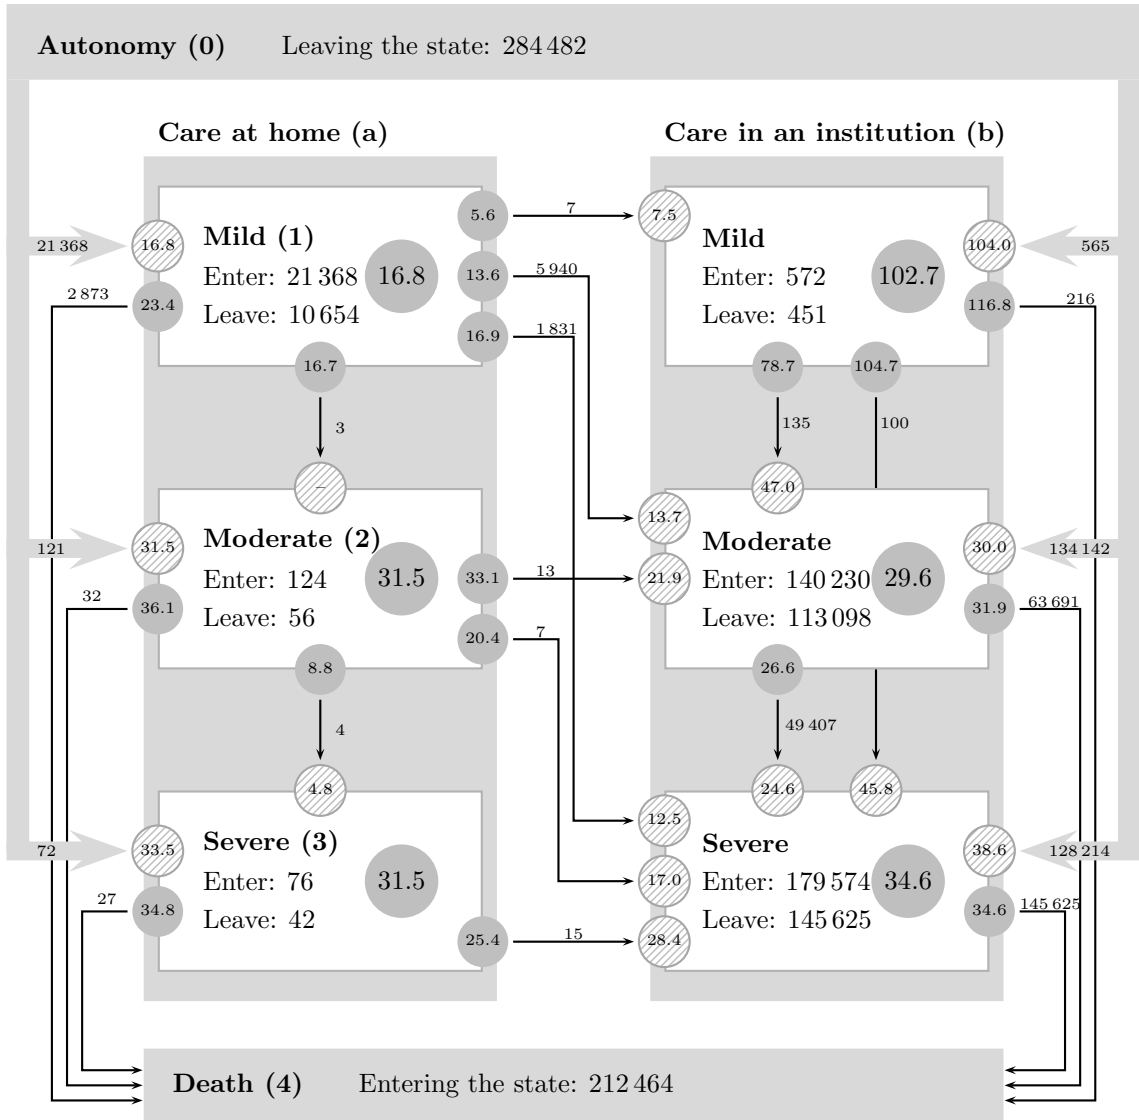 Autonomy (0) Leaving the state: 284 482
Care at home (a)
Care in an institution (b)
5.6
7
7.5
Mild (1)
Mild
21 368
16.8
104.0
565
Enter: 21 368
16.8
13.6
5 940
Enter: 572
102.7
2 873
23.4
Leave: 10 654
Leave: 451
116.8
216
16.9
1 831
16.7
78.7
104.7
3
135
100
–
47.0
13.7
Moderate (2)
Moderate
121
31.5
30.0
134 142
Enter: 124
31.5
33.1
13
21.9
Enter: 140 230
29.6
32
36.1
Leave: 56
Leave: 113 098
31.9
63 691
20.4
7
8.8
26.6
4
49 407
4.8
24.6
45.8
12.5
Severe (3)
Severe
72
33.5
38.6
128 214
Enter: 76
31.5
17.0
Enter: 179 574
34.6
27
34.8
Leave: 42
Leave: 145 625
34.6
145 625
25.4
15
28.4
Death (4) Entering the state: 212 464